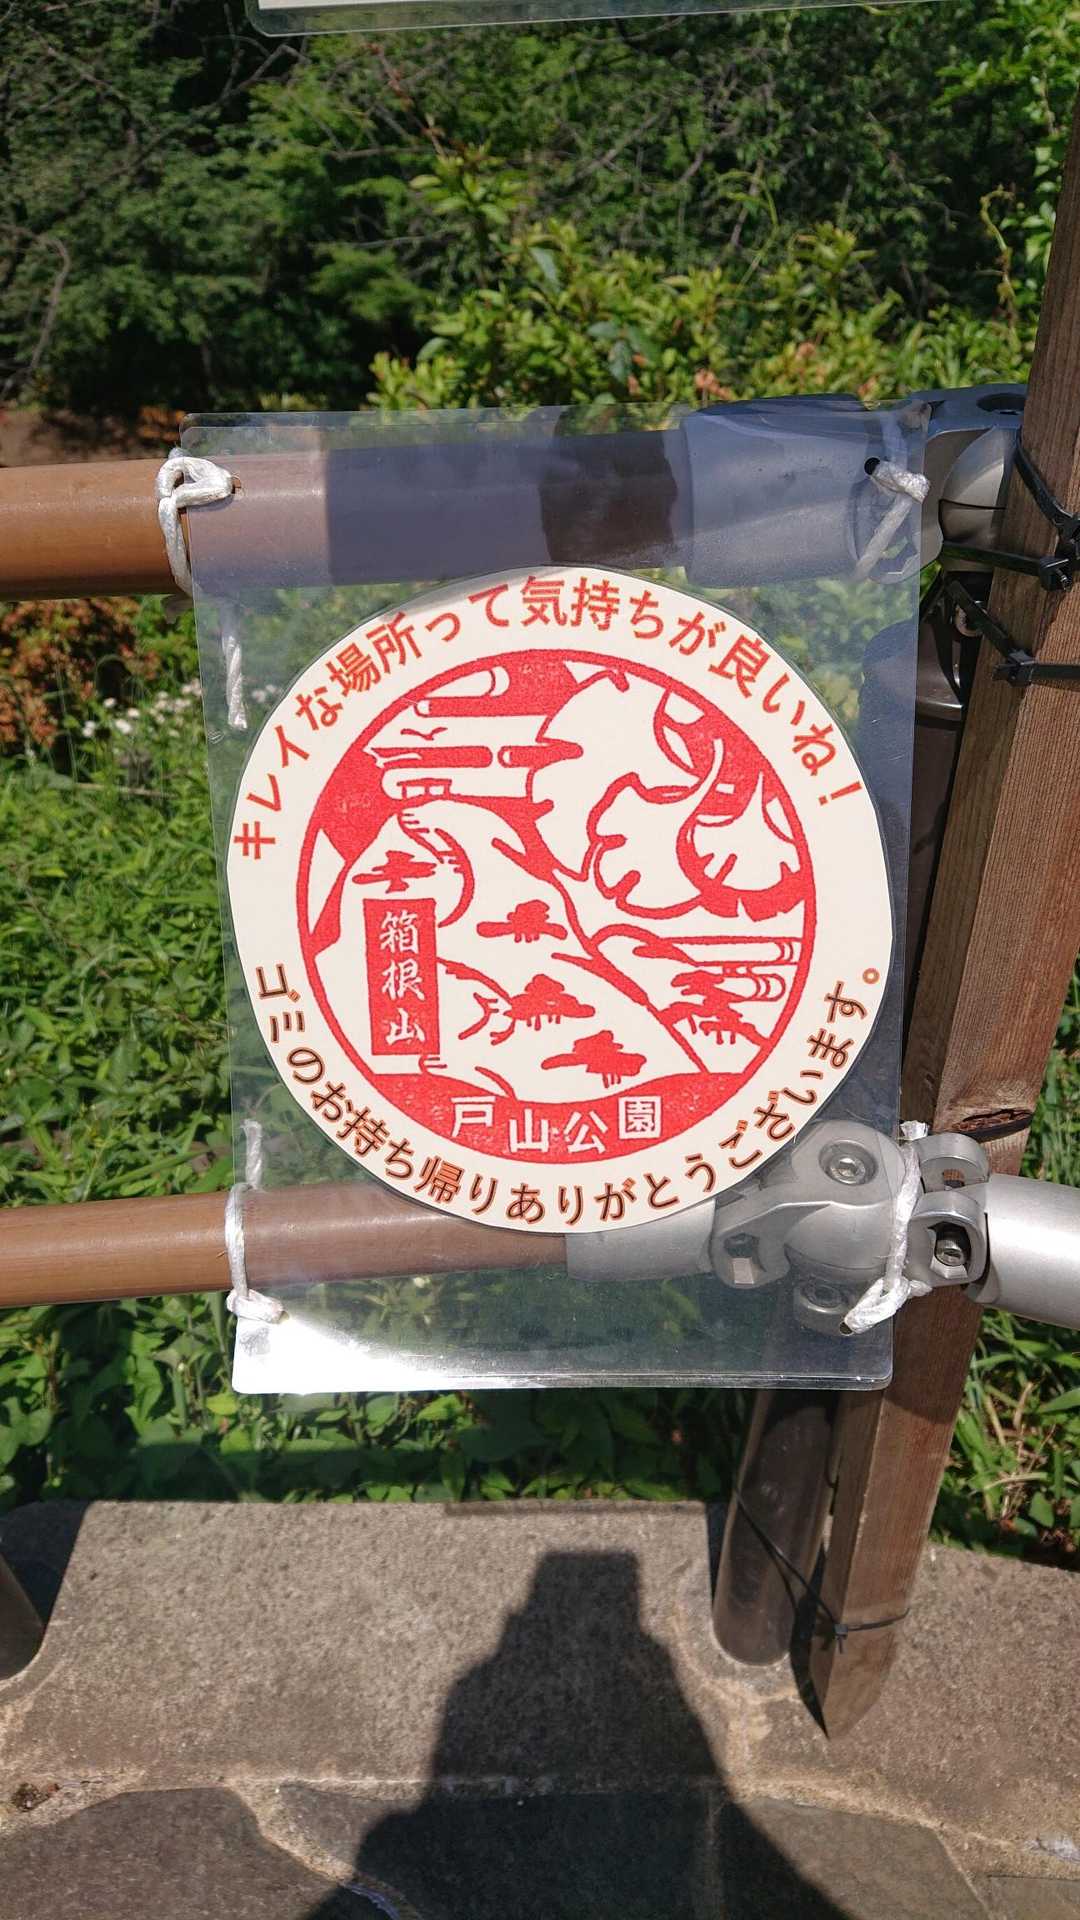 キレイな場所って気持ちが良いね！
箱根山
戸山公園
ゴミのお持ち帰りありがとうございます。